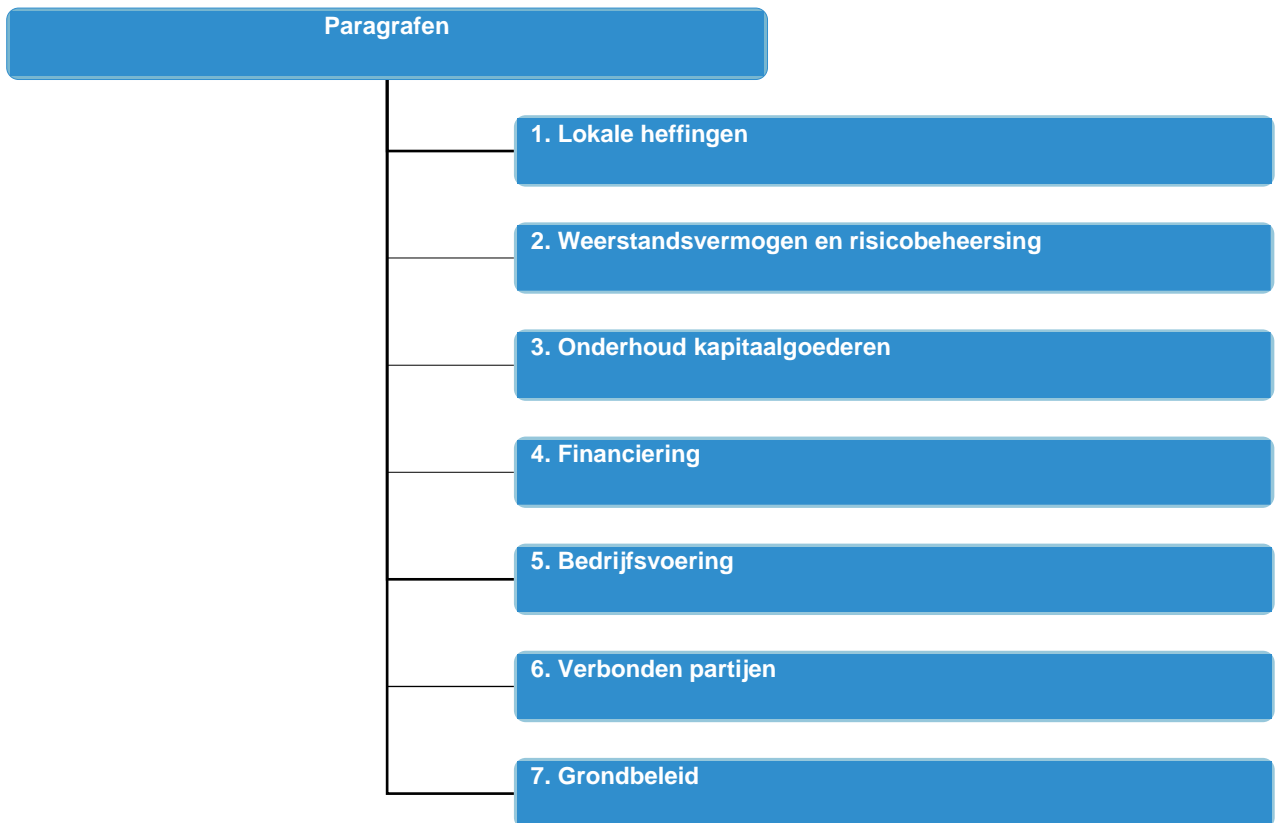 Paragrafen
1. Lokale heffingen
2. Weerstandsvermogen en risicobeheersing
3. Onderhoud kapitaalgoederen
4. Financiering
5. Bedrijfsvoering
6. Verbonden partijen
7. Grondbeleid